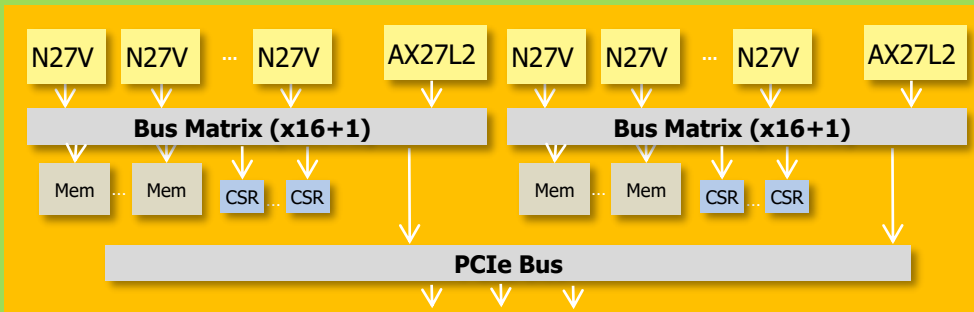 N27V N27V ... N27V AX27L2 N27V N27V ... N27V AX27L2
Bus Matrix (x16+1) Bus Matrix (x16+1)
Mem ... Mem CSR ... CSR Mem ... Mem CSR ... CSR
PCIe Bus